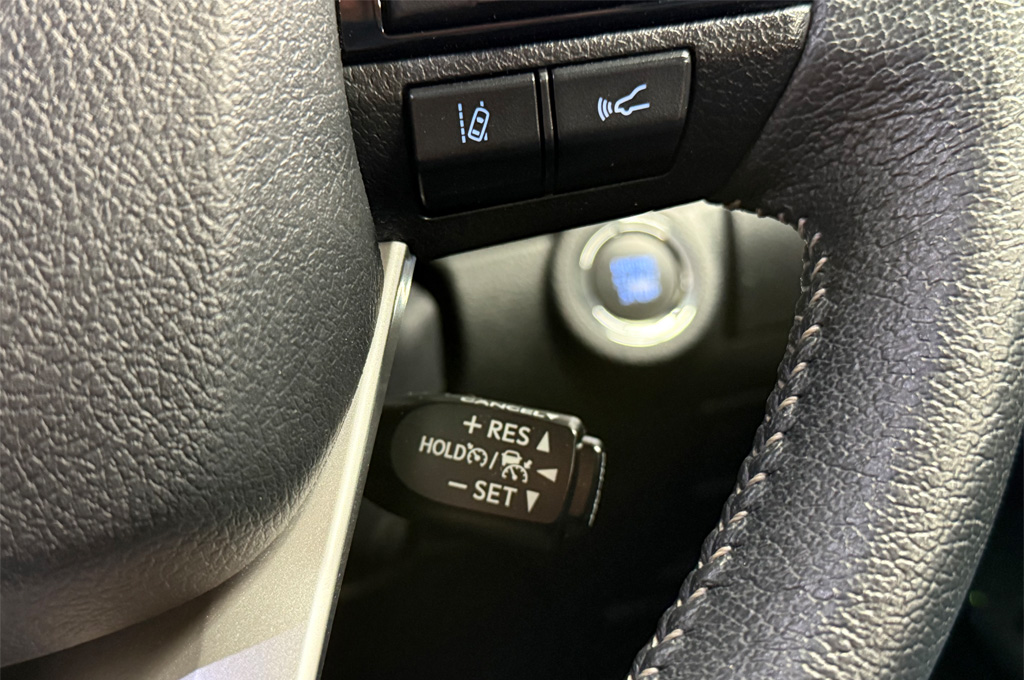 CANCEL
+ RES
HOLD /
− SET